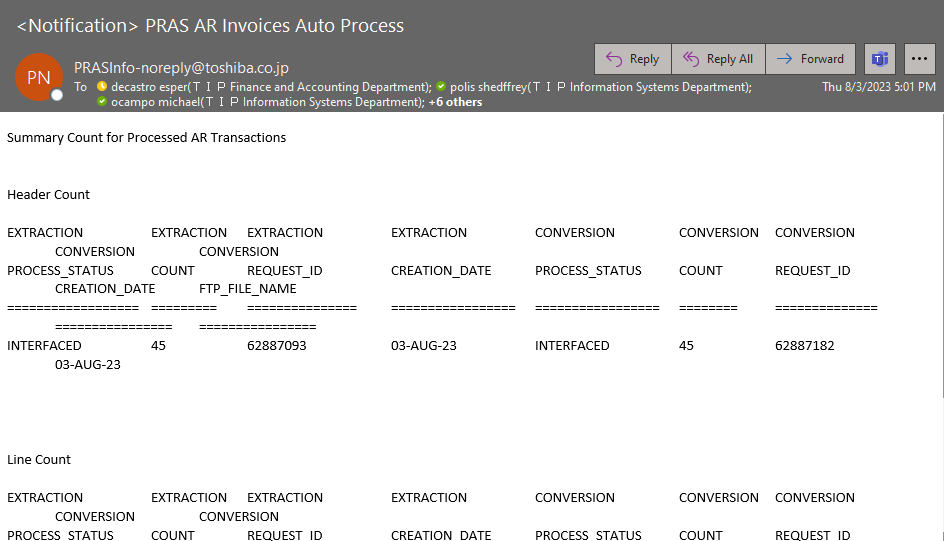 <Notification> PRAS AR Invoices Auto Process
PN
PRASInfo-noreply@toshiba.co.jp
Reply
Reply All
Forward
To decastro esper(T I P Finance and Accounting Department); polis shedffrey(T I P Information Systems Department);
ocampo michael(T I P Information Systems Department); +6 others
Thu 8/3/2023 5:01 PM
Summary Count for Processed AR Transactions
Header Count
EXTRACTION EXTRACTION EXTRACTION EXTRACTION CONVERSION CONVERSION CONVERSION
CONVERSION CONVERSION
PROCESS_STATUS COUNT REQUEST_ID CREATION_DATE PROCESS_STATUS COUNT REQUEST_ID
CREATION_DATE FTP_FILE_NAME
================== ========= =============== ================= ================= ======== ==============
================ ================
INTERFACED 45 62887093 03-AUG-23 INTERFACED 45 62887182
03-AUG-23
Line Count
EXTRACTION EXTRACTION EXTRACTION EXTRACTION CONVERSION CONVERSION CONVERSION
CONVERSION CONVERSION
PROCESS_STATUS COUNT REQUEST_ID CREATION_DATE PROCESS_STATUS COUNT REQUEST_ID